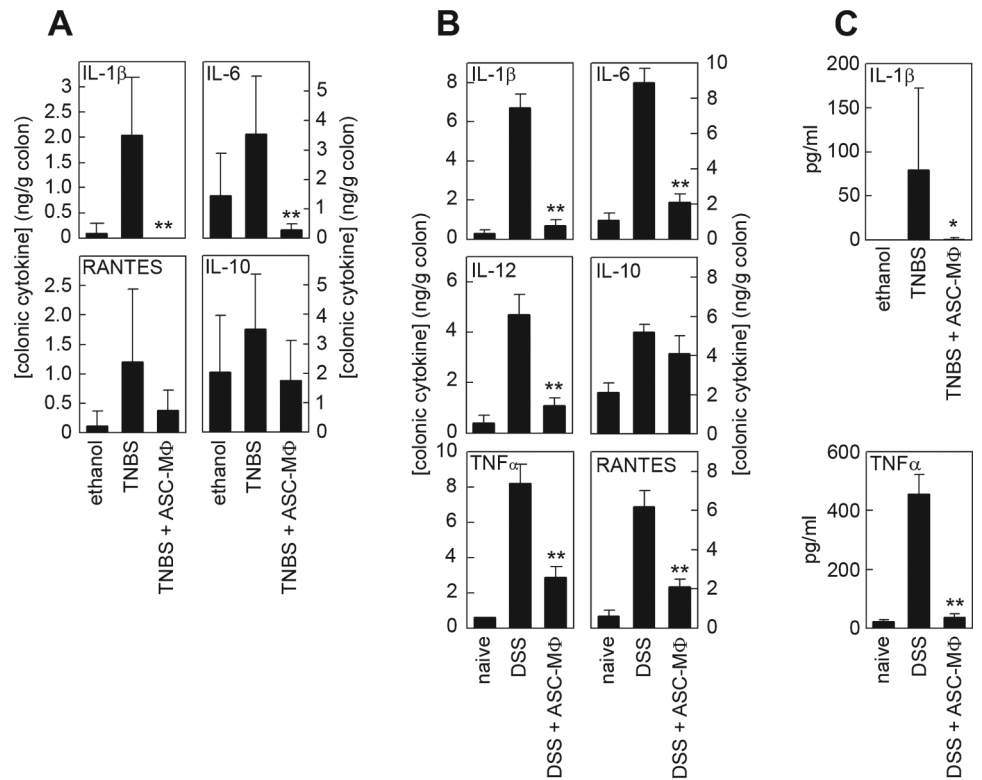 A
B
C
IL-1β
IL-6
3
2.5
2.0
1.5
1.0
0.5
0
5
4
3
2
1
0
RANTES
IL-10
2.5
2.0
1.5
1.0
0.5
0
6
5
4
3
2
1
0
**
**
[colonic cytokine] (ng/g colon)
[colonic cytokine] (ng/g colon)
ethanol
TNBS
TNBS + ASC-MΦ
ethanol
TNBS
TNBS + ASC-MΦ
IL-1β
IL-6
8
6
4
2
0
10
8
6
4
2
0
**
**
IL-12
IL-10
6
4
2
0
8
6
4
2
0
**
TNFα
RANTES
10
8
6
4
2
0
8
6
4
2
0
**
**
[colonic cytokine] (ng/g colon)
[colonic cytokine] (ng/g colon)
naive
DSS
DSS + ASC-MΦ
naive
DSS
DSS + ASC-MΦ
IL-1β
200
150
100
50
0
pg/ml
*
ethanol
TNBS
TNBS + ASC-MΦ
TNFα
600
400
200
0
pg/ml
**
naive
DSS
DSS + ASC-MΦ